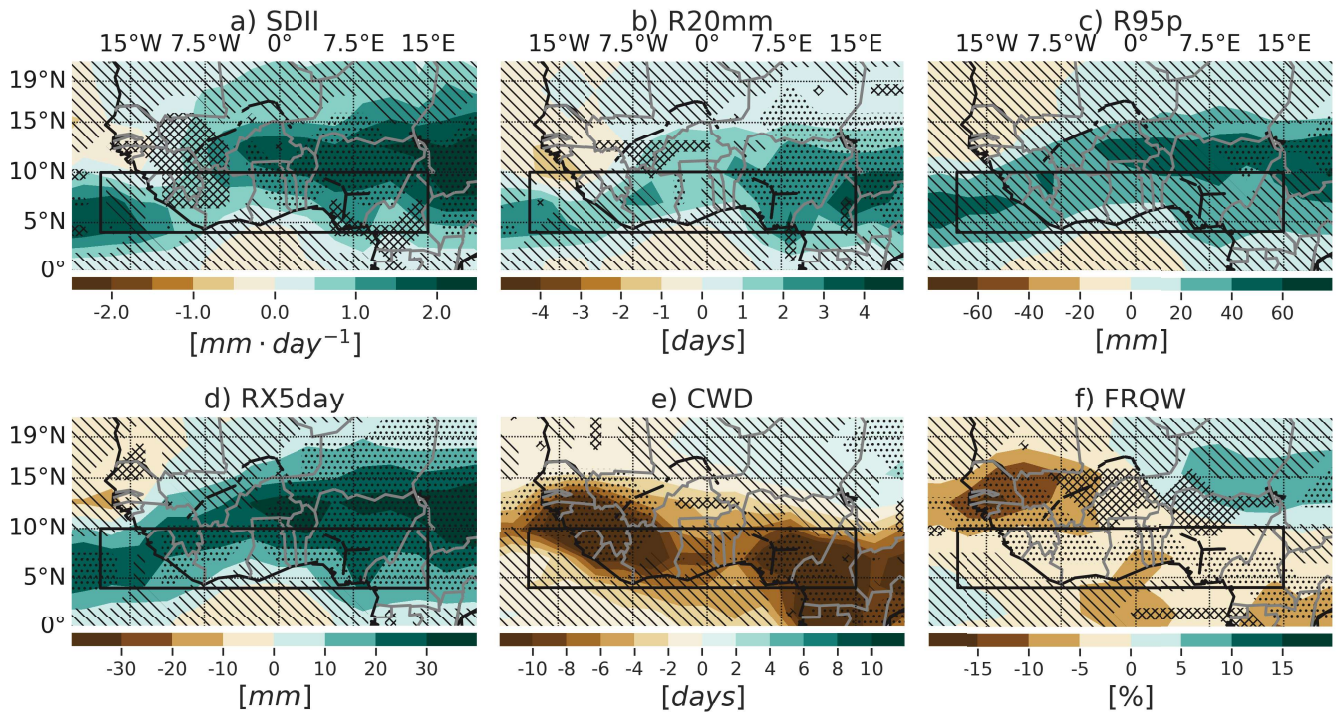 a) SDII
b) R20mm
c) R95p
15°W 7.5°W 0° 7.5°E 15°E
15°W 7.5°W 0° 7.5°E 15°E
15°W 7.5°W 0° 7.5°E 15°E
19°N
15°N
10°N
5°N
0°
-2.0 -1.0 0.0 1.0 2.0
-4 -3 -2 -1 0 1 2 3 4
-60 -40 -20 0 20 40 60
[mm · day⁻¹]
[days]
[mm]
d) RX5day
e) CWD
f) FRQW
19°N
15°N
10°N
5°N
0°
-30 -20 -10 0 10 20 30
-10 -8 -6 -4 -2 0 2 4 6 8 10
-15 -10 -5 0 5 10 15
[mm]
[days]
[%]